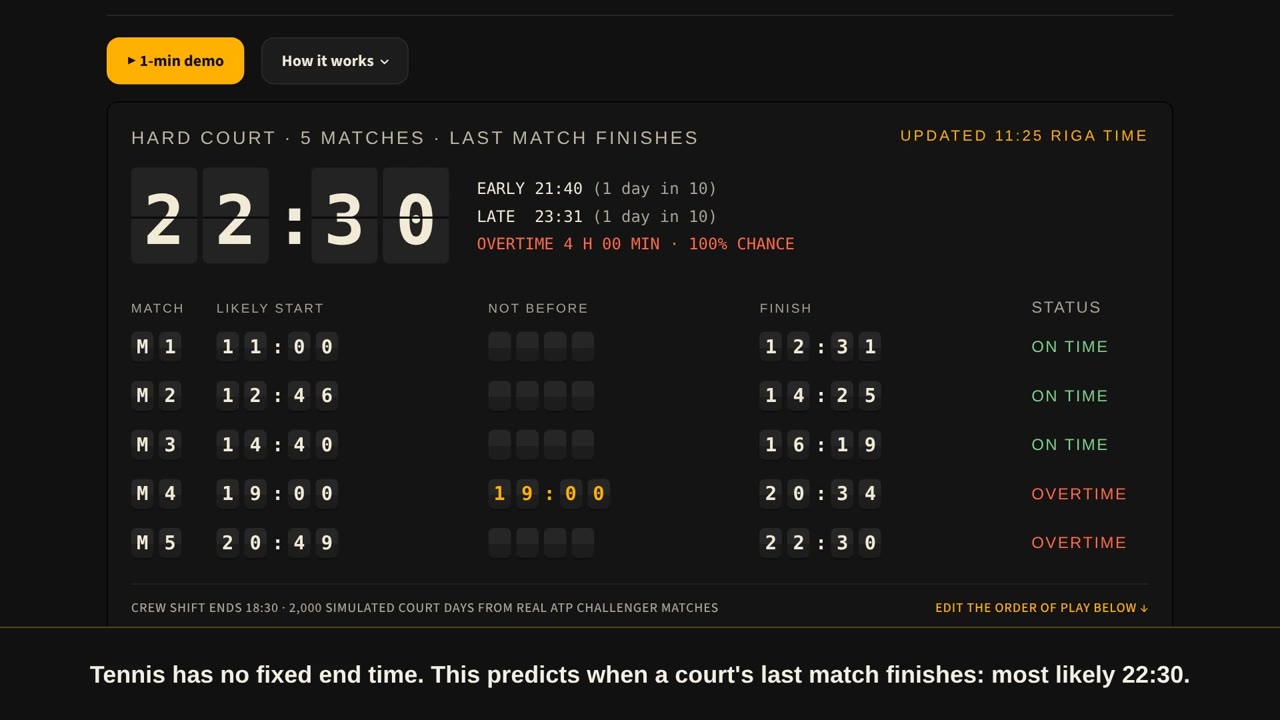 ▶ 1-min demo
How it works
HARD COURT · 5 MATCHES · LAST MATCH FINISHES
UPDATED 11:25 RIGA TIME
22:30
EARLY 21:40 (1 day in 10)
LATE 23:31 (1 day in 10)
OVERTIME 4 H 00 MIN · 100% CHANCE
MATCH LIKELY START NOT BEFORE FINISH STATUS
M1 11:00 12:31 ON TIME
M2 12:46 14:25 ON TIME
M3 14:40 16:19 ON TIME
M4 19:00 19:00 20:34 OVERTIME
M5 20:49 22:30 OVERTIME
CREW SHIFT ENDS 18:30 · 2,000 SIMULATED COURT DAYS FROM REAL ATP CHALLENGER MATCHES
EDIT THE ORDER OF PLAY BELOW ↓
Tennis has no fixed end time. This predicts when a court's last match finishes: most likely 22:30.